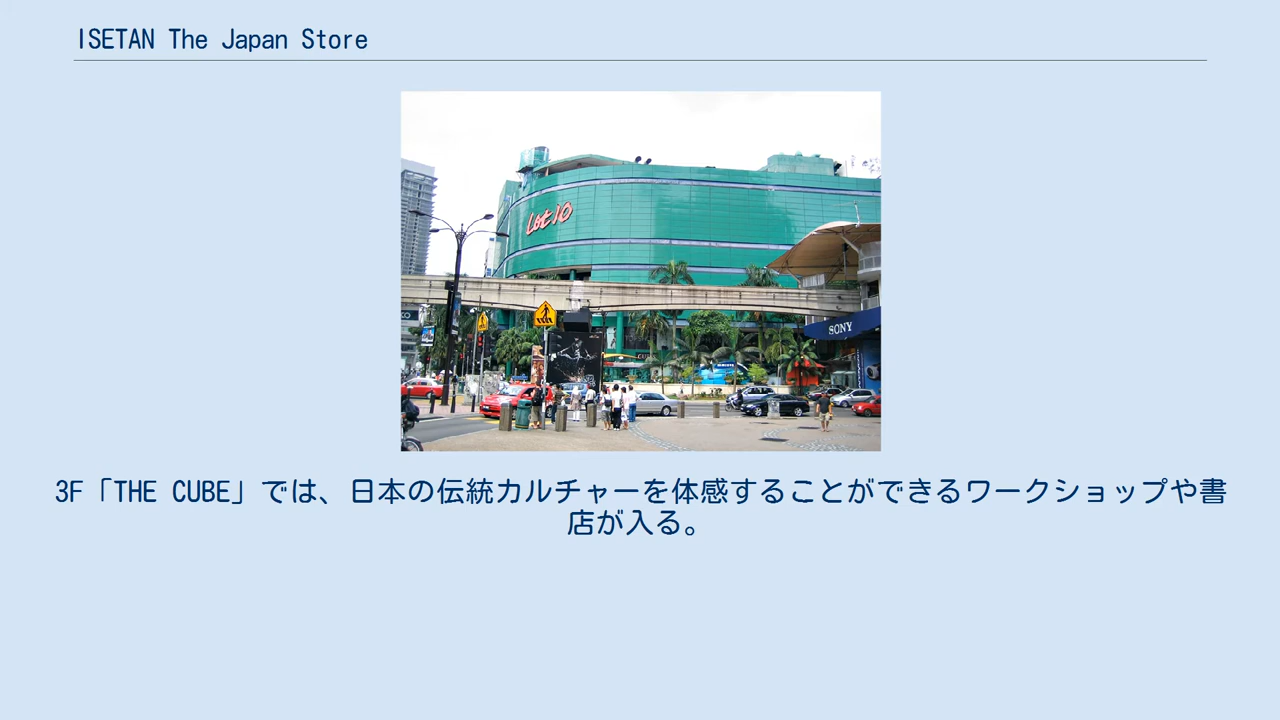 ISETAN The Japan Store
Lot 10
SONY
3F「THE CUBE」では、日本の伝統カルチャーを体感することができるワークショップや書
店が入る。